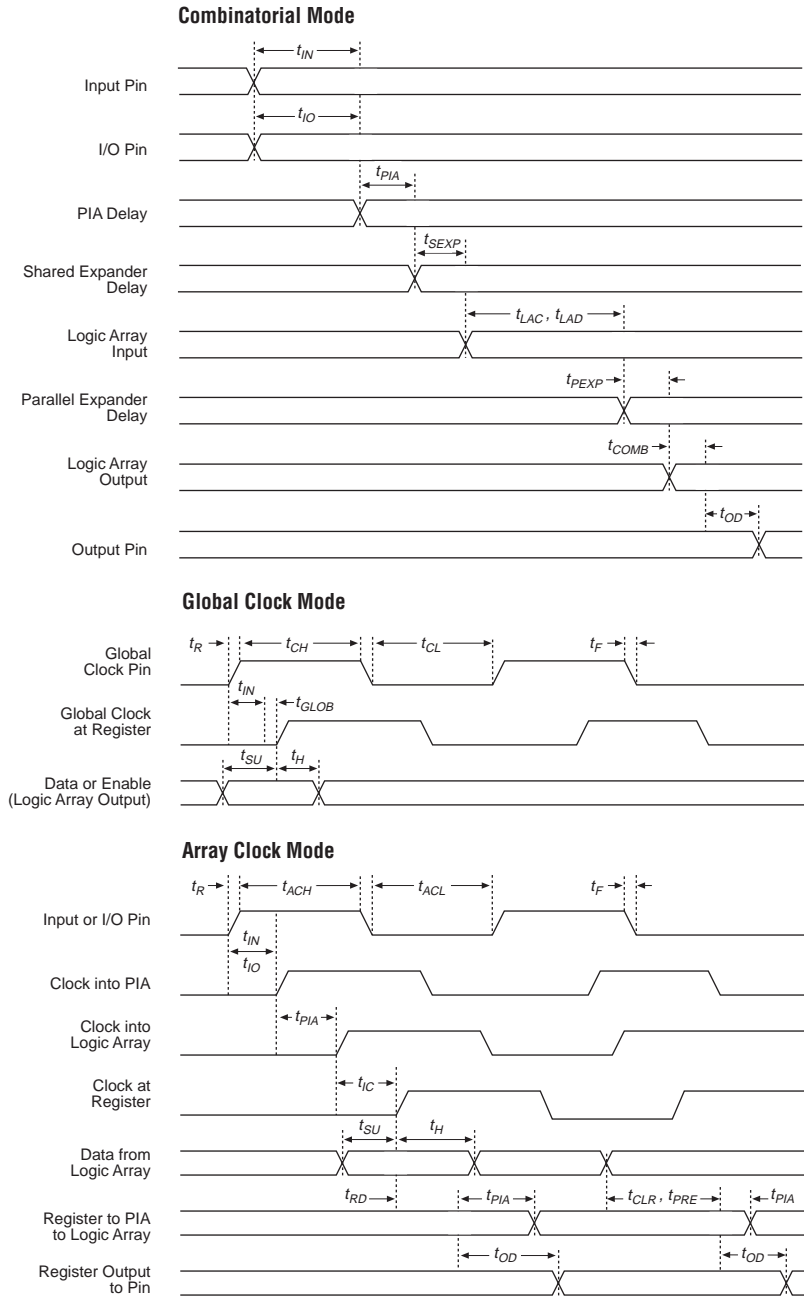 Combinatorial Mode
t_IN
Input Pin
t_IO
I/O Pin
t_PIA
PIA Delay
t_SEXP
Shared Expander
Delay
t_LAC , t_LAD
Logic Array
Input
t_PEXP
Parallel Expander
Delay
t_COMB
Logic Array
Output
t_OD
Output Pin
Global Clock Mode
t_R t_CH t_CL t_F
Global
Clock Pin
t_IN
t_GLOB
Global Clock
at Register
t_SU t_H
Data or Enable
(Logic Array Output)
Array Clock Mode
t_R t_ACH t_ACL t_F
Input or I/O Pin
t_IN
t_IO
Clock into PIA
t_PIA
Clock into
Logic Array
t_IC
Clock at
Register
t_SU t_H
Data from
Logic Array
t_RD t_PIA t_CLR , t_PRE t_PIA
Register to PIA
to Logic Array
t_OD t_OD
Register Output
to Pin